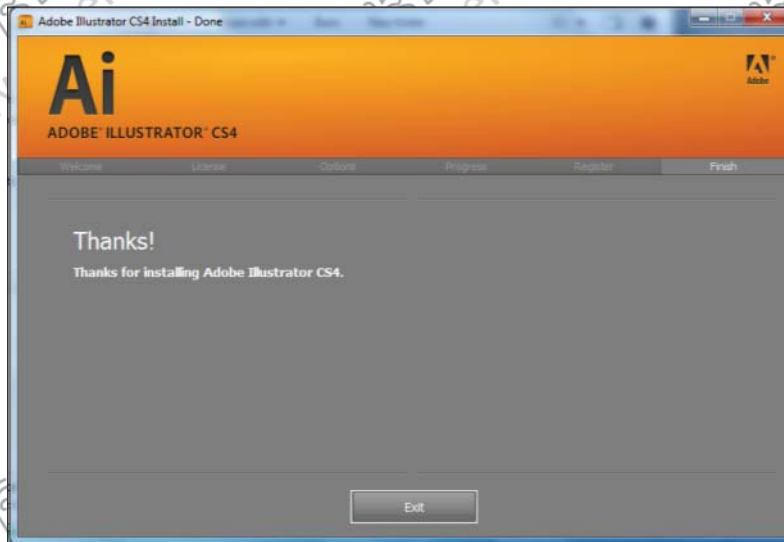 Adobe Illustrator CS4 Install - Done
Ai
Adobe
ADOBE® ILLUSTRATOR® CS4
Welcome License Options Progress Register Finish
Thanks!
Thanks for installing Adobe Illustrator CS4.
Exit